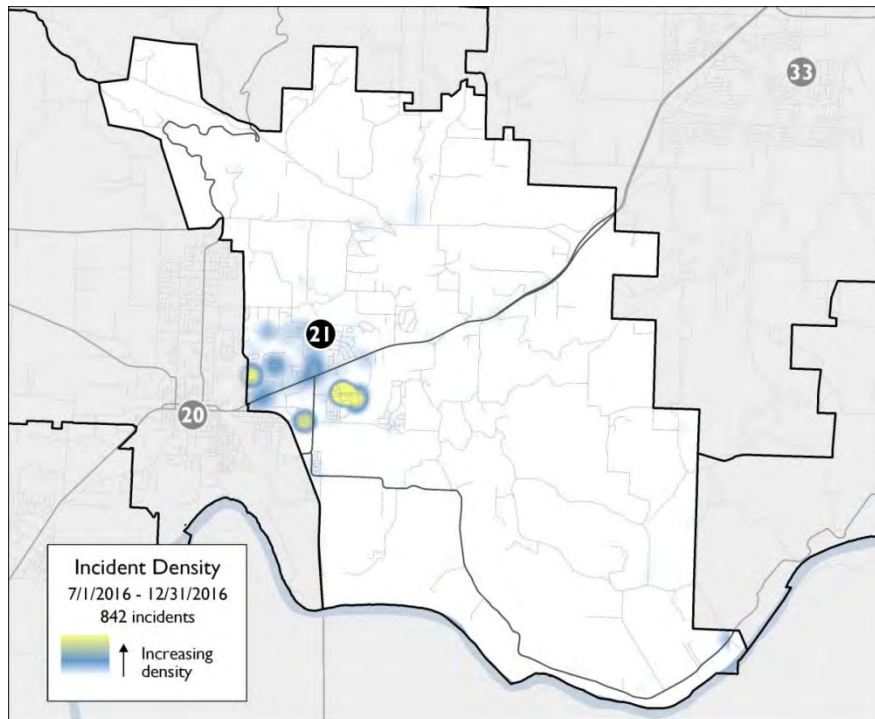 33
21
20
Incident Density
7/1/2016 - 12/31/2016
842 incidents
Increasing
density